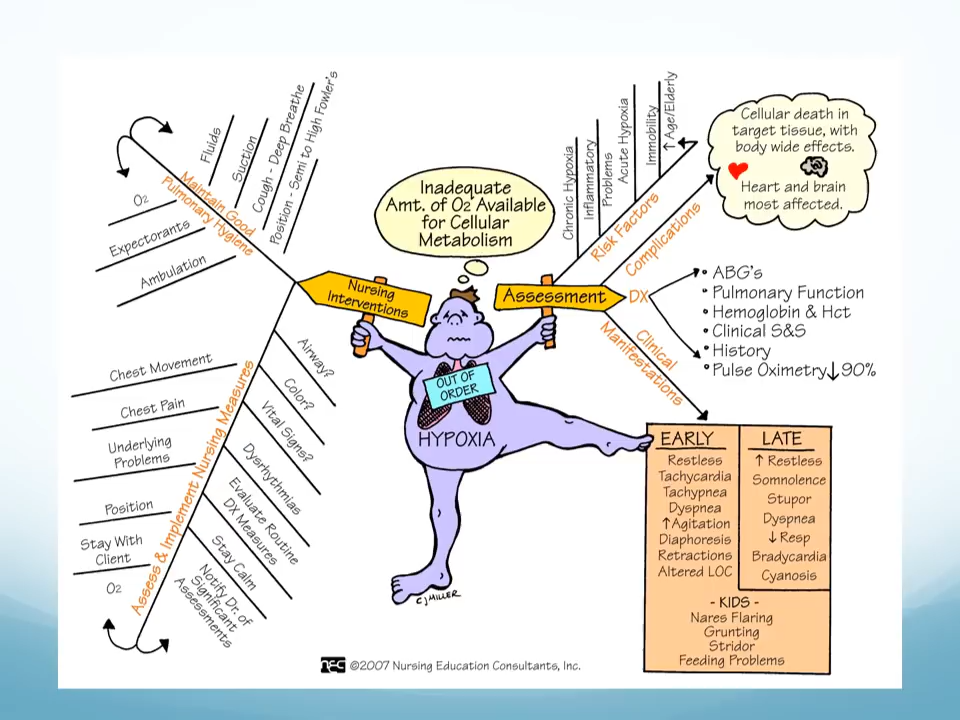 Fluids
Suction
Cough - Deep Breathe
Position - Semi to High Fowler's
Maintain Good
Pulmonary Hygiene
O2
Expectorants
Ambulation
Nursing
Interventions
Inadequate
Amt. of O2 Available
for Cellular
Metabolism
Assessment
Chronic Hypoxia
Inflammatory
Problems
Acute Hypoxia
Immobility
↑ Age/Elderly
Risk Factors
Complications
Cellular death in
target tissue, with
body wide effects.
Heart and brain
most affected.
DX
• ABG's
• Pulmonary Function
• Hemoglobin & Hct
• Clinical S&S
• History
• Pulse Oximetry↓90%
Clinical
Manifestations
OUT OF
ORDER
HYPOXIA
CJMILLER
Assess & Implement Nursing Measures
Chest Movement
Chest Pain
Underlying
Problems
Position
Stay With
Client
O2
Airway?
Color?
Vital Signs?
Dysrhythmias
Evaluate Routine
DX Measures
Stay Calm
Notify Dr. of
Significant
Assessments
EARLY
Restless
Tachycardia
Tachypnea
Dyspnea
↑Agitation
Diaphoresis
Retractions
Altered LOC
LATE
↑ Restless
Somnolence
Stupor
Dyspnea
↓ Resp
Bradycardia
Cyanosis
- KIDS -
Nares Flaring
Grunting
Stridor
Feeding Problems
NEC ©2007 Nursing Education Consultants, Inc.